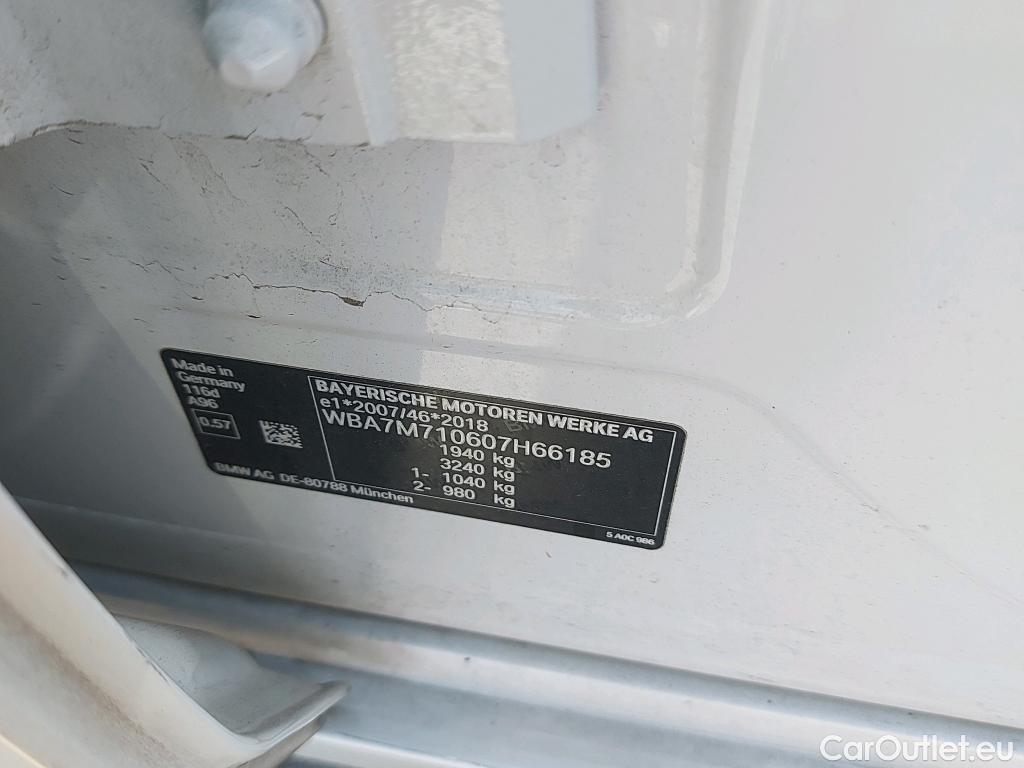 Made in
Germany
116d
A96
0.57
BMW AG DE-80788 München
BAYERISCHE MOTOREN WERKE AG
e1*2007/46*2018
WBA7M710607H66185
1940 kg
3240 kg
1- 1040 kg
2- 980 kg
5 A0C 986
CarOutlet.eu